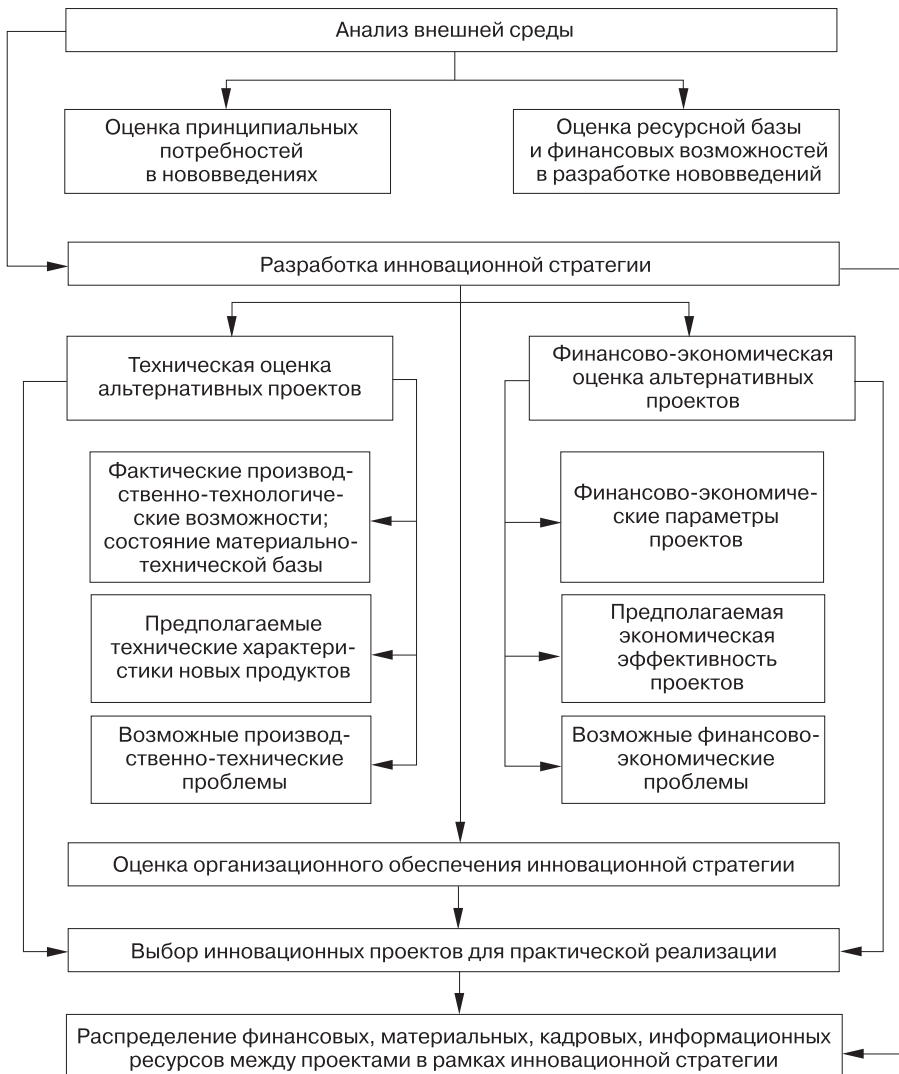 Анализ внешней среды
Оценка принципиальных
потребностей
в нововведениях
Оценка ресурсной базы
и финансовых возможностей
в разработке нововведений
Разработка инновационной стратегии
Техническая оценка
альтернативных проектов
Финансово-экономическая
оценка альтернативных
проектов
Фактические производ-
ственно-технологиче-
ские возможности;
состояние материально-
технической базы
Финансово-экономиче-
ские параметры
проектов
Предполагаемые
технические характери-
стики новых продуктов
Предполагаемая
экономическая
эффективность
проектов
Возможные производ-
ственно-технические
проблемы
Возможные финансово-
экономические
проблемы
Оценка организационного обеспечения инновационной стратегии
Выбор инновационных проектов для практической реализации
Распределение финансовых, материальных, кадровых, информационных
ресурсов между проектами в рамках инновационной стратегии